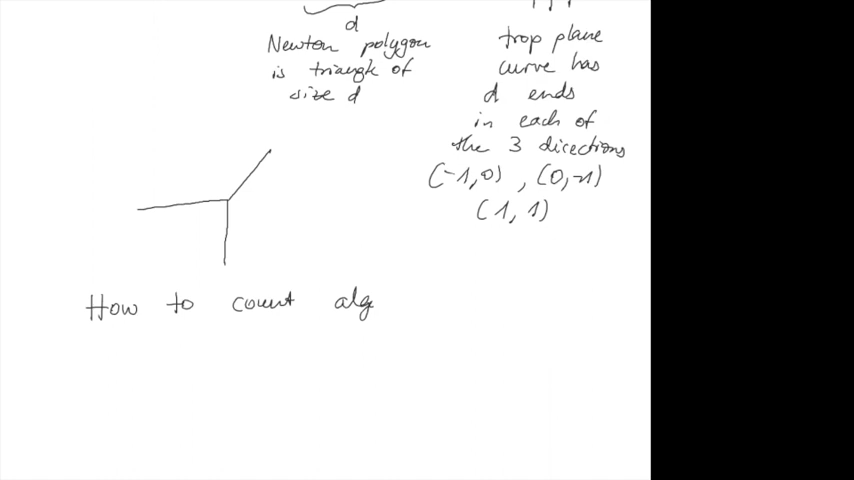 d
Newton polygon
is triangle of
size d
trop plane
curve has
d ends
in each of
the 3 directions
(-1,0) , (0,-1)
(1, 1)
How to count alg